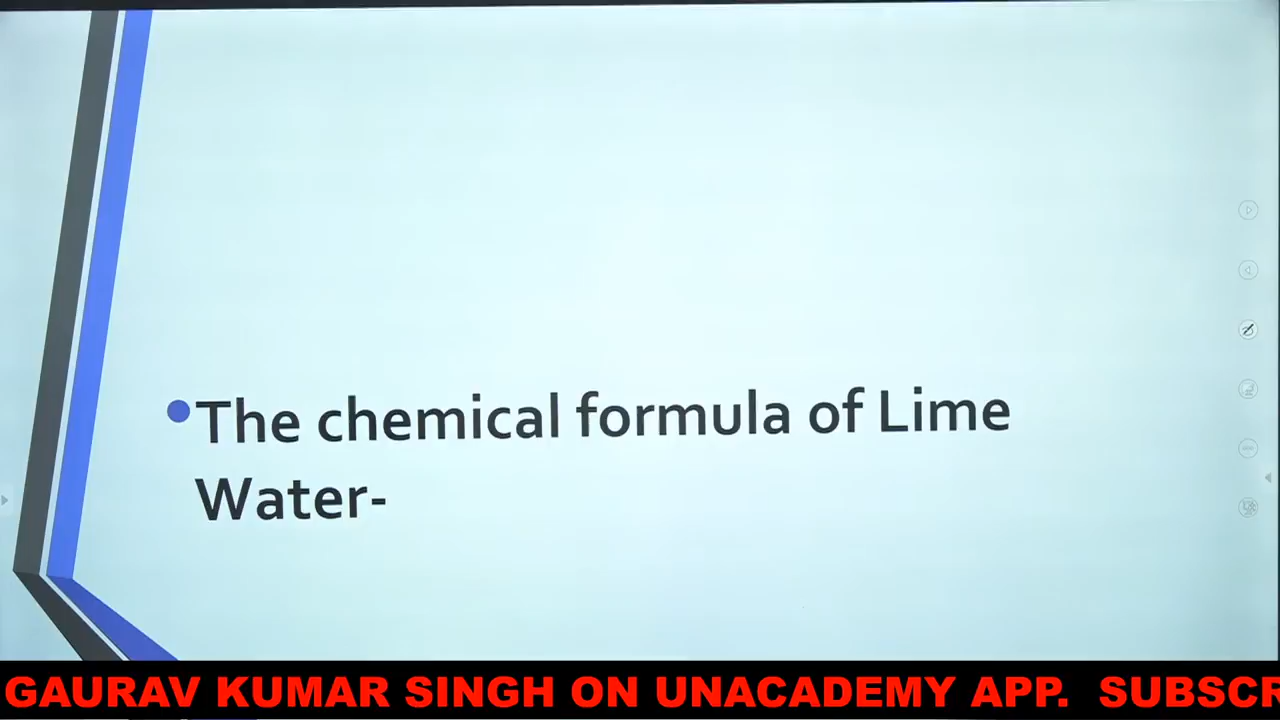 The chemical formula of Lime
Water-
GAURAV KUMAR SINGH ON UNACADEMY APP. SUBSCR